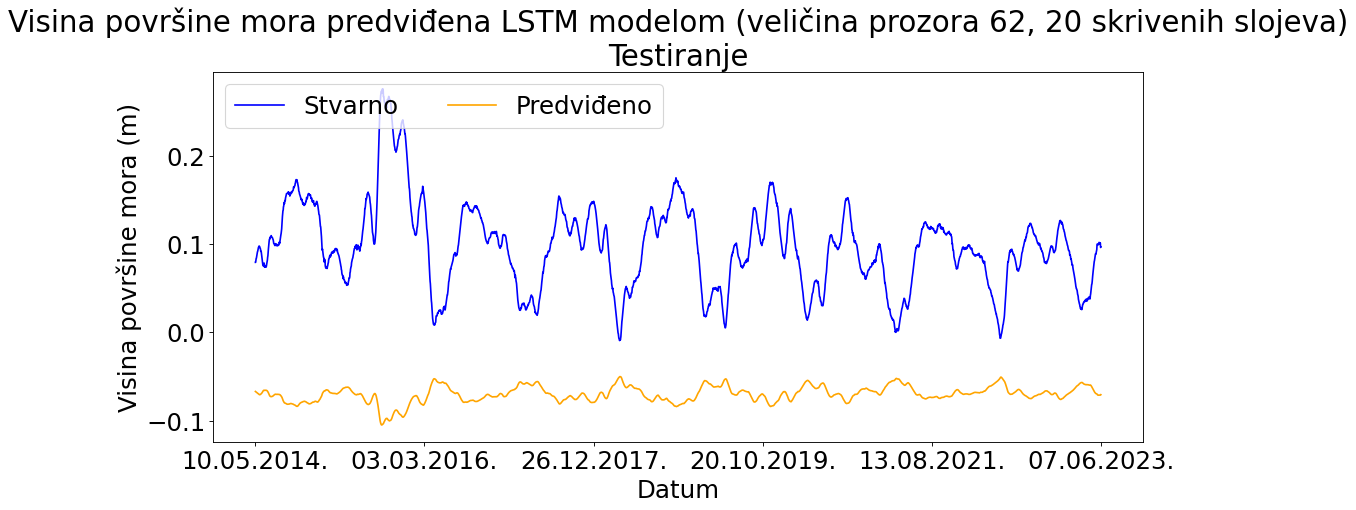 Visina površine mora predviđena LSTM modelom (veličina prozora 62, 20 skrivenih slojeva)
Testiranje
Stvarno
Predviđeno
Visina površine mora (m)
0.2
0.1
0.0
−0.1
10.05.2014.
03.03.2016.
26.12.2017.
20.10.2019.
13.08.2021.
07.06.2023.
Datum